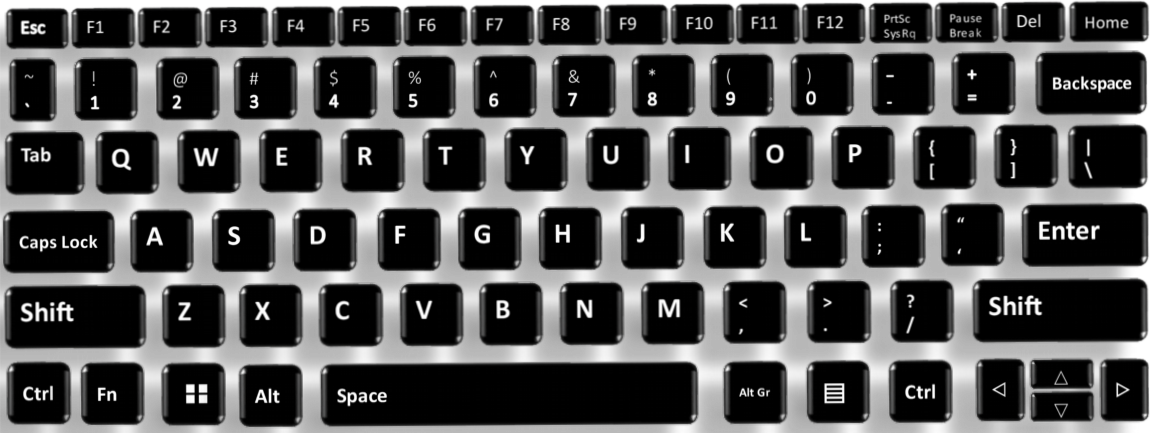 Esc F1 F2 F3 F4 F5 F6 F7 F8 F9 F10 F11 F12 PrtSc Pause Del Home
SysRq Break
~ ! @ # $ % ^ & * ( ) – +
` 1 2 3 4 5 6 7 8 9 0 - = Backspace
Tab Q W E R T Y U I O P { } |
[ ] \
Caps Lock A S D F G H J K L : “ Enter
; ‘
Shift Z X C V B N M < > ? Shift
, . /
Ctrl Fn Alt Space Alt Gr Ctrl